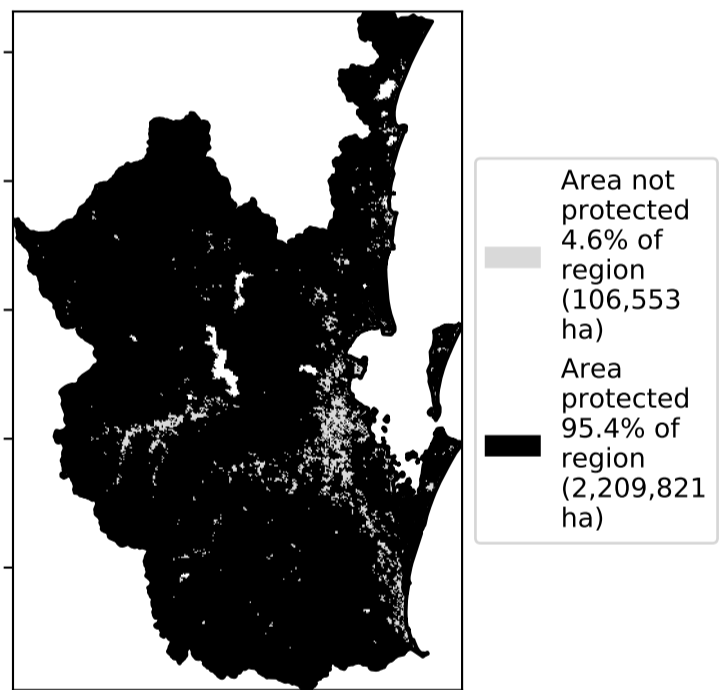 Area not
protected
4.6% of
region
(106,553
ha)
Area
protected
95.4% of
region
(2,209,821
ha)